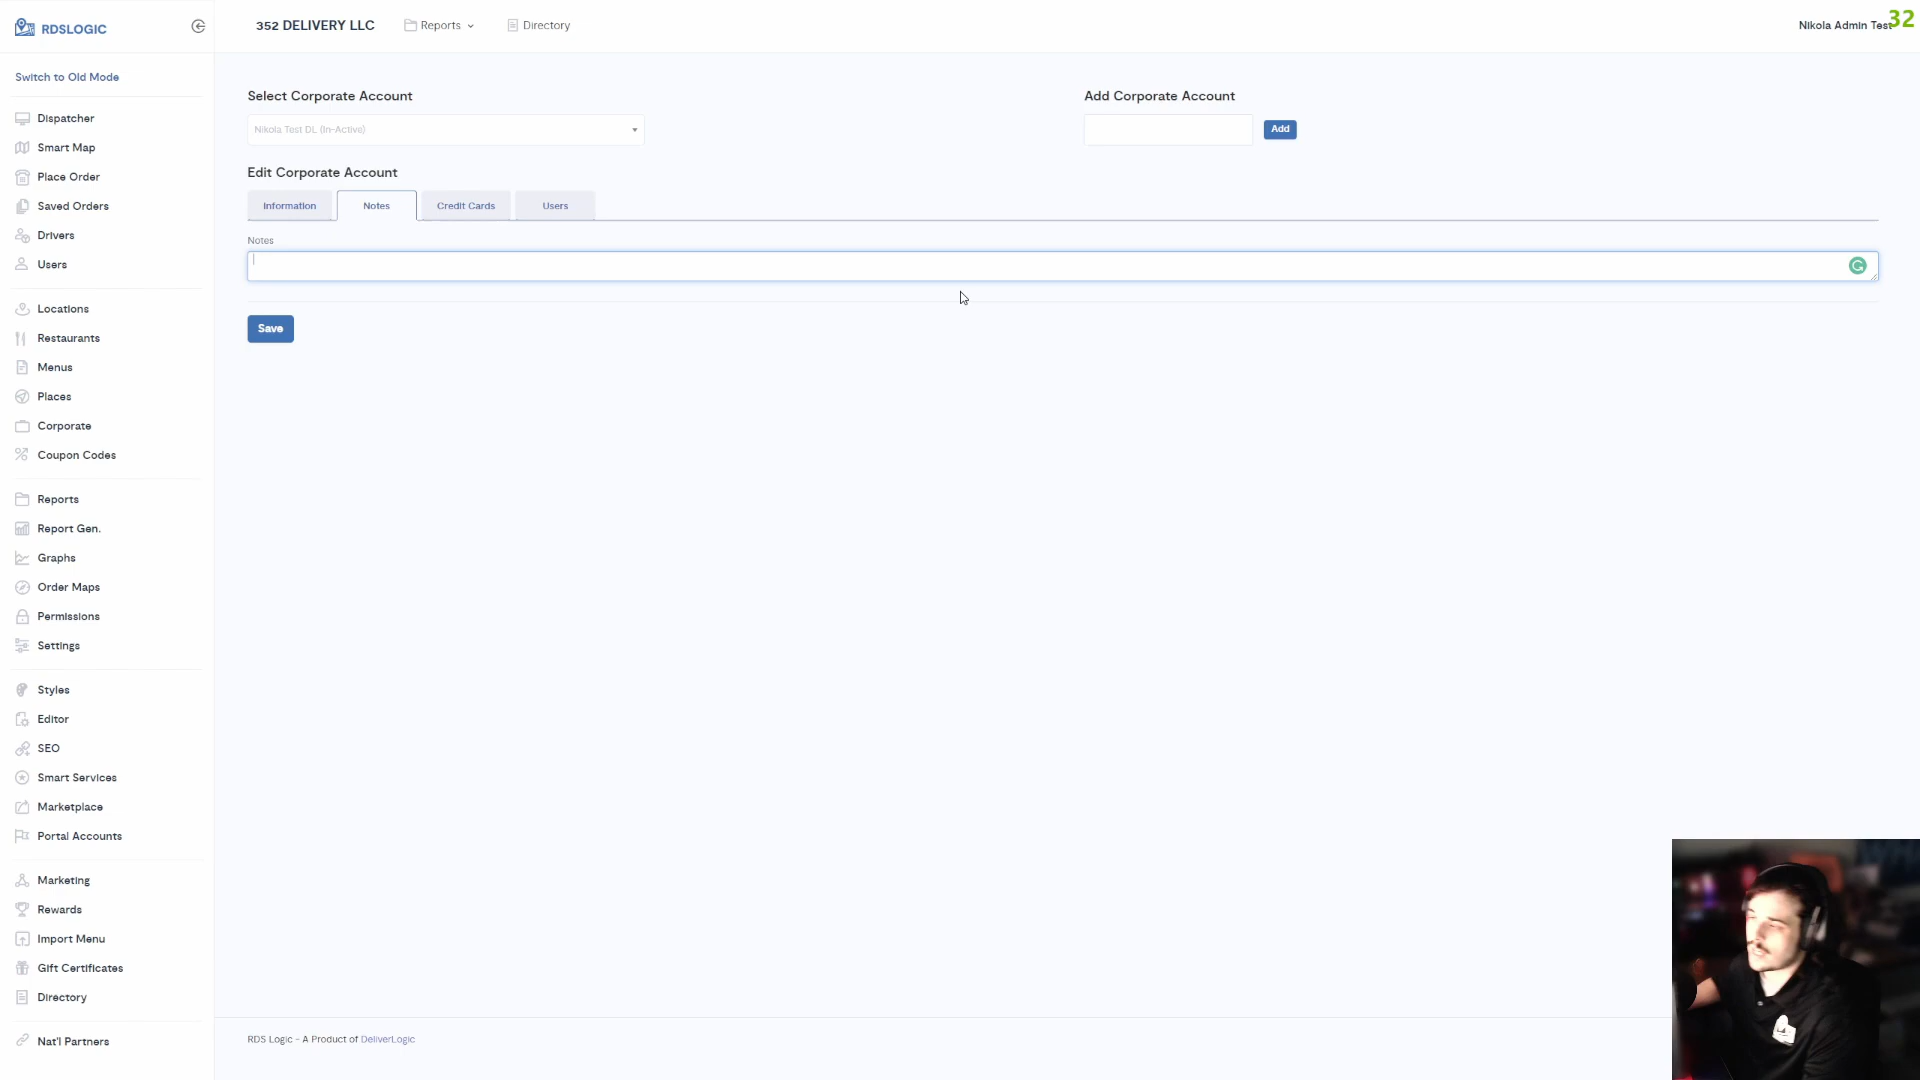 RDSLOGIC
352 DELIVERY LLC
Reports
Directory
Nikola Admin Test
32
Switch to Old Mode
Dispatcher
Smart Map
Place Order
Saved Orders
Drivers
Users
Locations
Restaurants
Menus
Places
Corporate
Coupon Codes
Reports
Report Gen.
Graphs
Order Maps
Permissions
Settings
Styles
Editor
SEO
Smart Services
Marketplace
Portal Accounts
Marketing
Rewards
Import Menu
Gift Certificates
Directory
Nat'l Partners
Select Corporate Account
Nikola Test DL (In-Active)
Add Corporate Account
Add
Edit Corporate Account
Information
Notes
Credit Cards
Users
Notes
Save
RDS Logic - A Product of DeliverLogic